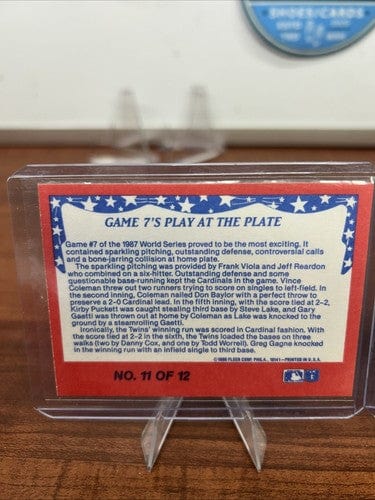 SHOES/CARDS
GAME 7'S PLAY AT THE PLATE
Game #7 of the 1987 World Series proved to be the most exciting. It
contained sparkling pitching, outstanding defense, controversial calls
and a bone-jarring collision at home plate.
The sparkling pitching was provided by Frank Viola and Jeff Reardon
who combined on a six-hitter. Outstanding defense and some
questionable base-running kept the Cardinals in the game. Vince
Coleman threw out two runners trying to score on singles to left-field. In
the second inning, Coleman nailed Don Baylor with a perfect throw to
preserve a 2-0 Cardinal lead. In the fifth inning, with the score tied at 2-2,
Kirby Puckett was caught stealing third base by Steve Lake, and Gary
Gaetti was thrown out at home by Coleman as Lake was knocked to the
ground by a steamrolling Gaetti.
Ironically, the Twins' winning run was scored in Cardinal fashion. With
the score tied at 2-2 in the sixth, the Twins loaded the bases on three
walks (two by Danny Cox, and one by Todd Worrell). Greg Gagne knocked
in the winning run with an infield single to third base.
©1988 FLEER CORP. PHILA., 19141-PRINTED IN U.S.A.
NO. 11 OF 12